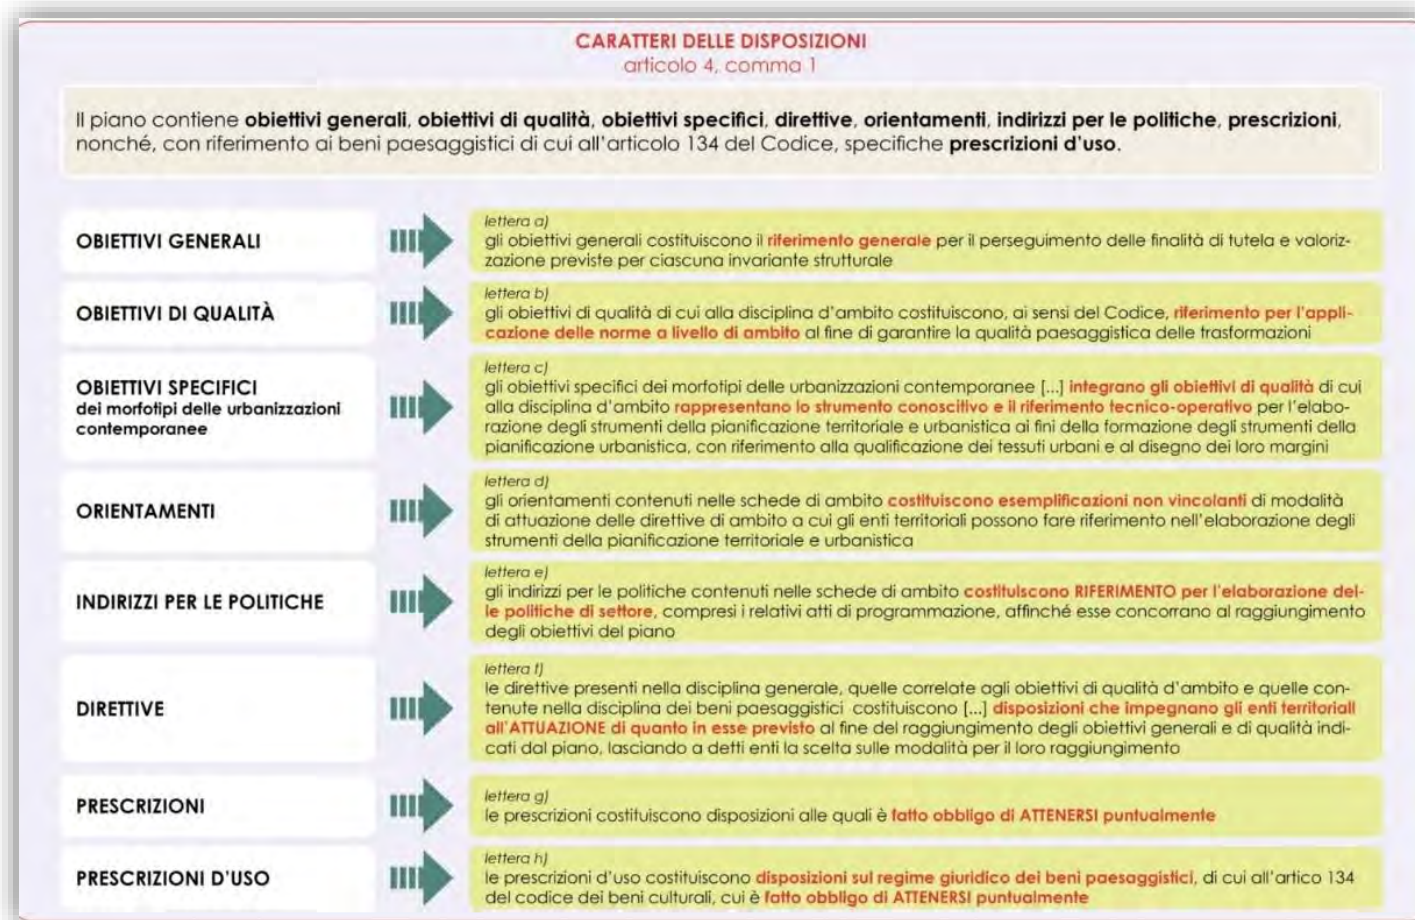 CARATTERI DELLE DISPOSIZIONI
articolo 4, comma 1
Il piano contiene obiettivi generali, obiettivi di qualità, obiettivi specifici, direttive, orientamenti, indirizzi per le politiche, prescrizioni,
nonché, con riferimento ai beni paesaggistici di cui all'articolo 134 del Codice, specifiche prescrizioni d'uso.
OBIETTIVI GENERALI
lettera a)
gli obiettivi generali costituiscono il riferimento generale per il perseguimento delle finalità di tutela e valoriz-
zazione previste per ciascuna invariante strutturale
OBIETTIVI DI QUALITÀ
lettera b)
gli obiettivi di qualità di cui alla disciplina d'ambito costituiscono, ai sensi del Codice, riferimento per l'appli-
cazione delle norme a livello di ambito al fine di garantire la qualità paesaggistica delle trasformazioni
OBIETTIVI SPECIFICI
dei morfotipi delle urbanizzazioni
contemporanee
lettera c)
gli obiettivi specifici dei morfotipi delle urbanizzazioni contemporanee [...] integrano gli obiettivi di qualità di cui
alla disciplina d'ambito rappresentano lo strumento conoscitivo e il riferimento tecnico-operativo per l'elabo-
razione degli strumenti della pianificazione territoriale e urbanistica ai fini della formazione degli strumenti della
pianificazione urbanistica, con riferimento alla qualificazione dei tessuti urbani e al disegno dei loro margini
ORIENTAMENTI
lettera d)
gli orientamenti contenuti nelle schede di ambito costituiscono esemplificazioni non vincolanti di modalità
di attuazione delle direttive di ambito a cui gli enti territoriali possono fare riferimento nell'elaborazione degli
strumenti della pianificazione territoriale e urbanistica
INDIRIZZI PER LE POLITICHE
lettera e)
gli indirizzi per le politiche contenuti nelle schede di ambito costituiscono RIFERIMENTO per l'elaborazione del-
le politiche di settore, compresi i relativi atti di programmazione, affinché esse concorrano al raggiungimento
degli obiettivi del piano
DIRETTIVE
lettera f)
le direttive presenti nella disciplina generale, quelle correlate agli obiettivi di qualità d'ambito e quelle con-
tenute nella disciplina dei beni paesaggistici costituiscono [...] disposizioni che impegnano gli enti territoriali
all'ATTUAZIONE di quanto in esse previsto al fine del raggiungimento degli obiettivi generali e di qualità indi-
cati dal piano, lasciando a detti enti la scelta sulle modalità per il loro raggiungimento
PRESCRIZIONI
lettera g)
le prescrizioni costituiscono disposizioni alle quali è fatto obbligo di ATTENERSI puntualmente
PRESCRIZIONI D'USO
lettera h)
le prescrizioni d'uso costituiscono disposizioni sul regime giuridico dei beni paesaggistici, di cui all'artico 134
del codice dei beni culturali, cui è fatto obbligo di ATTENERSI puntualmente